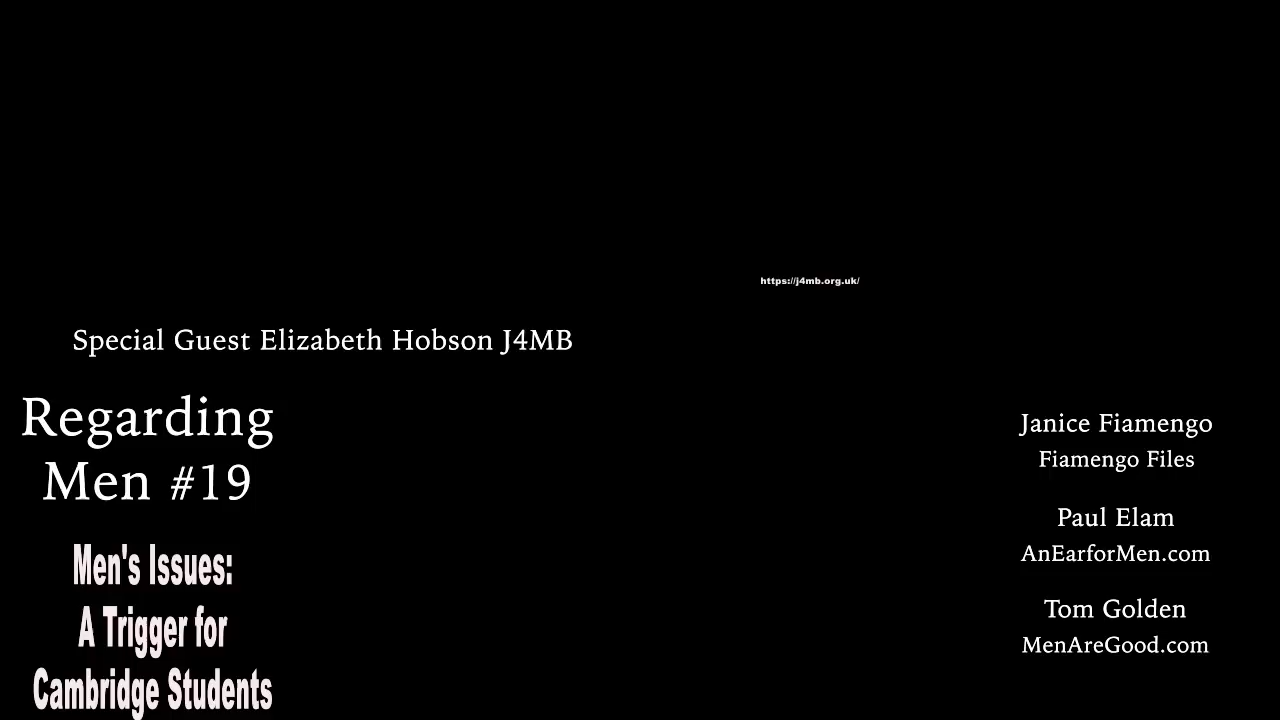 https://j4mb.org.uk/
Special Guest Elizabeth Hobson J4MB
Regarding
Men #19
Men's Issues:
A Trigger for
Cambridge Students
Janice Fiamengo
Fiamengo Files
Paul Elam
AnEarforMen.com
Tom Golden
MenAreGood.com